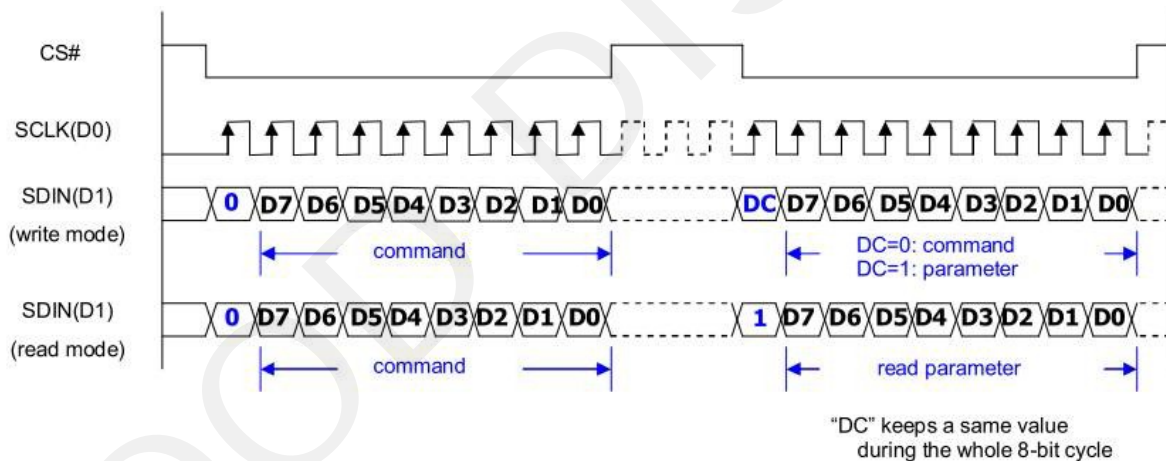 CS#
SCLK(D0)
SDIN(D1)
(write mode)
0 D7 D6 D5 D4 D3 D2 D1 D0
DC D7 D6 D5 D4 D3 D2 D1 D0
command
DC=0: command
DC=1: parameter
SDIN(D1)
(read mode)
0 D7 D6 D5 D4 D3 D2 D1 D0
1 D7 D6 D5 D4 D3 D2 D1 D0
command
read parameter
“DC” keeps a same value
during the whole 8-bit cycle